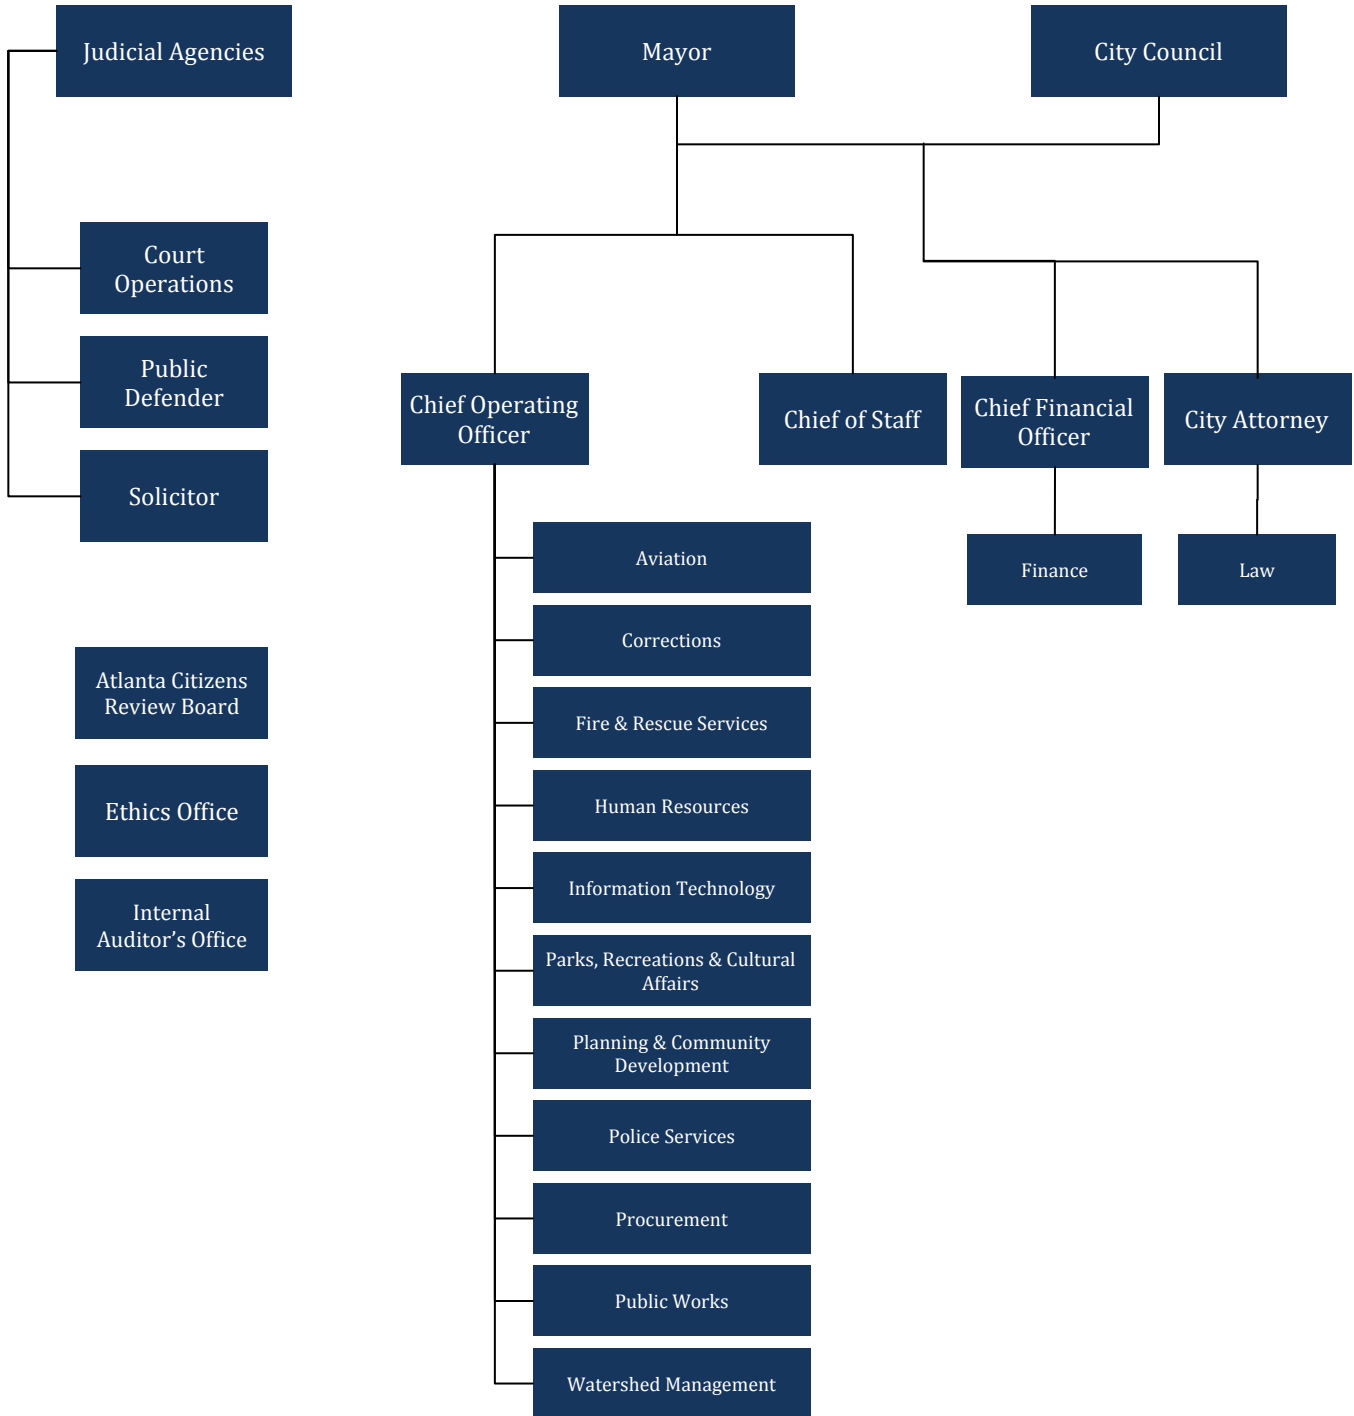 Judicial Agencies
Mayor
City Council
Court
Operations
Public
Defender
Solicitor
Atlanta Citizens
Review Board
Ethics Office
Internal
Auditor’s Office
Chief Operating
Officer
Chief of Staff
Chief Financial
Officer
City Attorney
Aviation
Corrections
Fire & Rescue Services
Human Resources
Information Technology
Parks, Recreations & Cultural
Affairs
Planning & Community
Development
Police Services
Procurement
Public Works
Watershed Management
Finance
Law